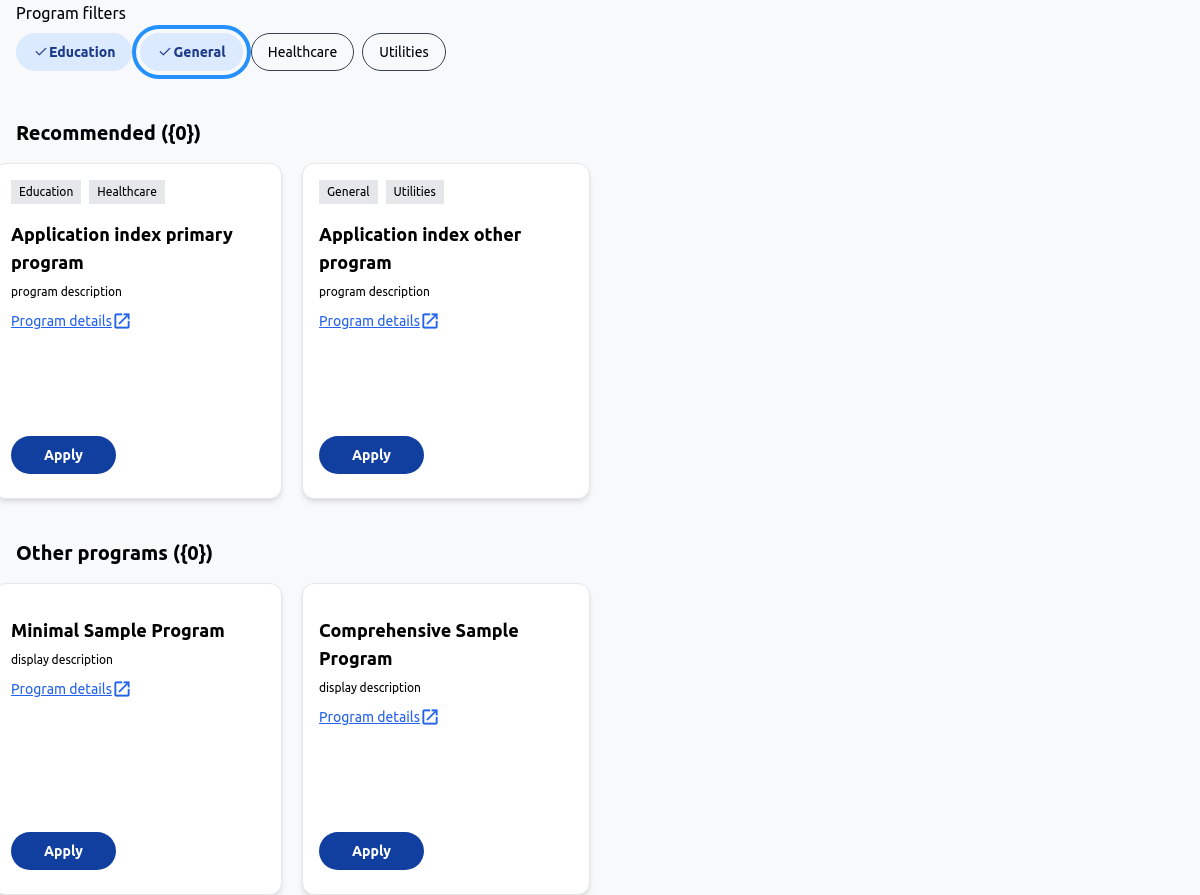 Program filters
Education General Healthcare Utilities
Recommended ({0})
Education Healthcare
Application index primary
program
program description
Program details
Apply
General Utilities
Application index other
program
program description
Program details
Apply
Other programs ({0})
Minimal Sample Program
display description
Program details
Apply
Comprehensive Sample
Program
display description
Program details
Apply